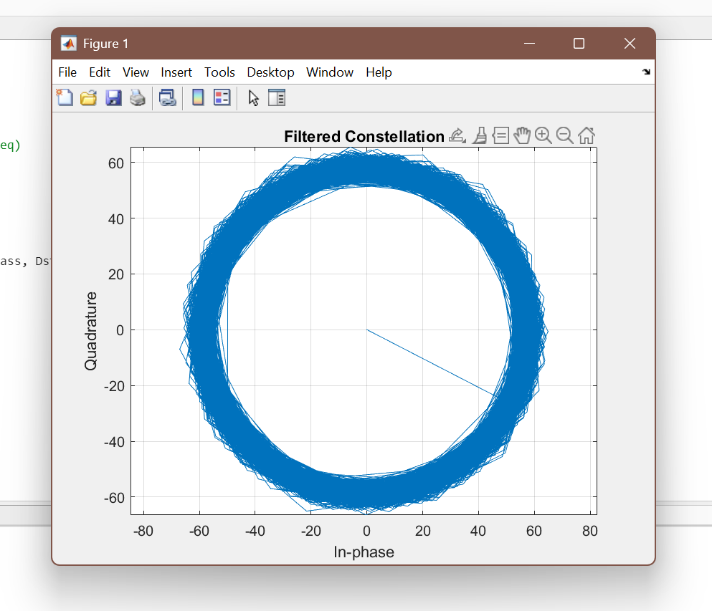 Figure 1
File Edit View Insert Tools Desktop Window Help
eq)
ass, Ds
Filtered Constellation
60
40
20
0
-20
-40
-60
Quadrature
-80 -60 -40 -20 0 20 40 60 80
In-phase